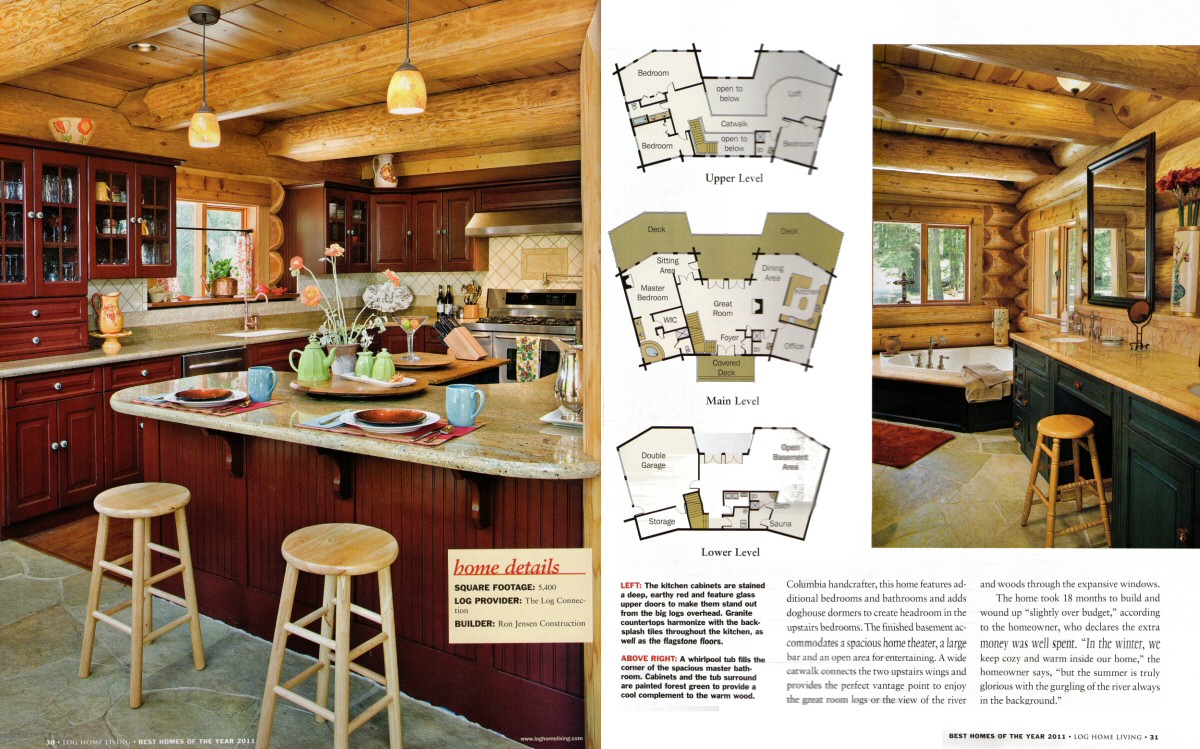 home details
SQUARE FOOTAGE: 5,400
LOG PROVIDER: The Log Connec-
tion
BUILDER: Ron Jensen Construction
www.loghomeliving.com
30 • LOG HOME LIVING • BEST HOMES OF THE YEAR 2011
Bedroom
open to
below
Loft
Catwalk
Bedroom
open to
below
Bedroom
Upper Level
Deck
Deck
Sitting
Area
Dining
Area
Master
Bedroom
Kitchen
Great
Room
WIC
Foyer
Office
Covered
Deck
Main Level
Double
Garage
Open
Basement
Area
Bath
Storage
Sauna
Lower Level
LEFT: The kitchen cabinets are stained
a deep, earthy red and feature glass
upper doors to make them stand out
from the big logs overhead. Granite
countertops harmonize with the back-
splash tiles throughout the kitchen, as
well as the flagstone floors.
ABOVE RIGHT: A whirlpool tub fills the
corner of the spacious master bath-
room. Cabinets and the tub surround
are painted forest green to provide a
cool complement to the warm wood.
Columbia handcrafter, this home features ad-
ditional bedrooms and bathrooms and adds
doghouse dormers to create headroom in the
upstairs bedrooms. The finished basement ac-
commodates a spacious home theater, a large
bar and an open area for entertaining. A wide
catwalk connects the two upstairs wings and
provides the perfect vantage point to enjoy
the great room logs or the view of the river
and woods through the expansive windows.
The home took 18 months to build and
wound up “slightly over budget,” according
to the homeowner, who declares the extra
money was well spent. “In the winter, we
keep cozy and warm inside our home,” the
homeowner says, “but the summer is truly
glorious with the gurgling of the river always
in the background.”
BEST HOMES OF THE YEAR 2011 • LOG HOME LIVING • 31